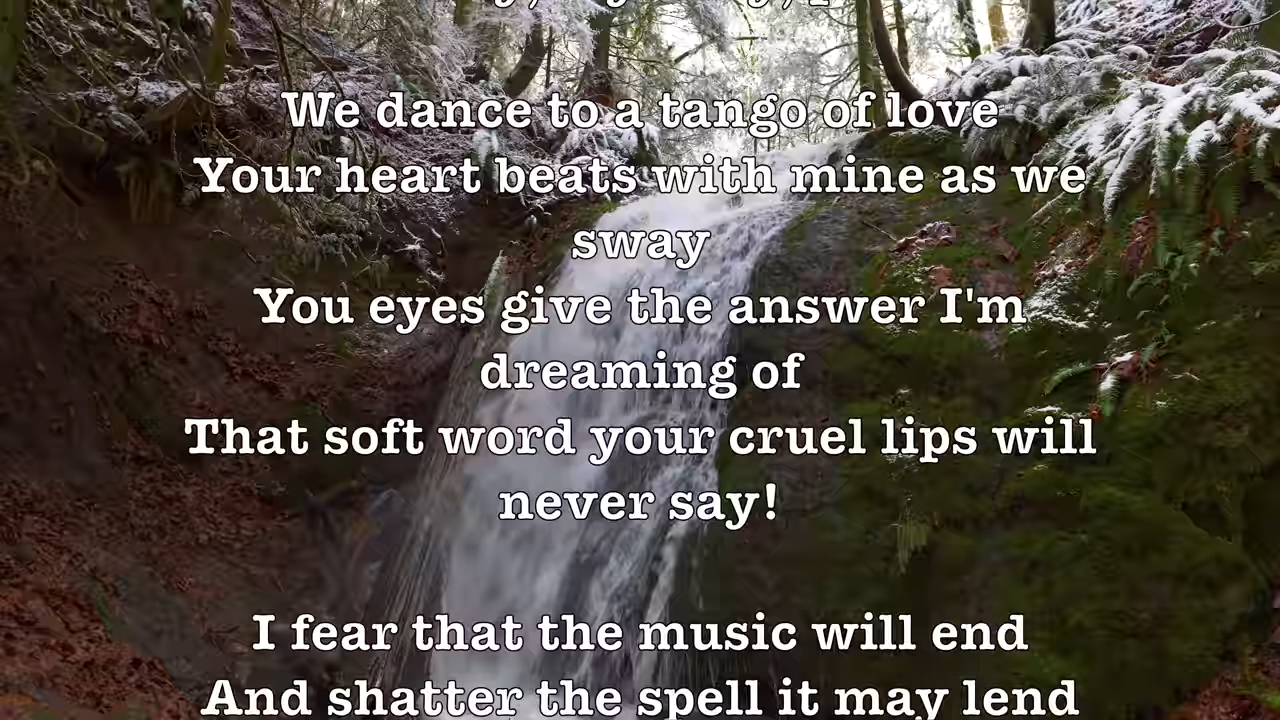 We dance to a tango of love
Your heart beats with mine as we
sway
You eyes give the answer I'm
dreaming of
That soft word your cruel lips will
never say!
I fear that the music will end
And shatter the spell it may lend